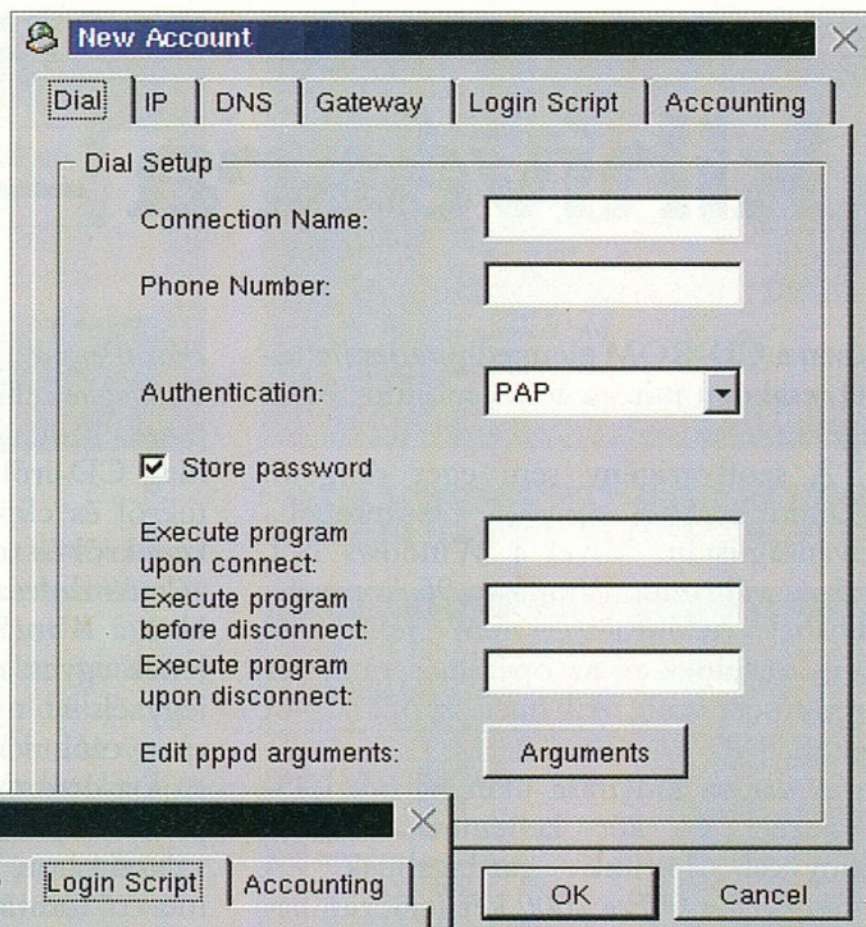 New Account
Dial IP DNS Gateway Login Script Accounting
Dial Setup
Connection Name:
Phone Number:
Authentication: PAP
Store password
Execute program
upon connect:
Execute program
before disconnect:
Execute program
upon disconnect:
Edit pppd arguments: Arguments
Login Script Accounting
OK Cancel